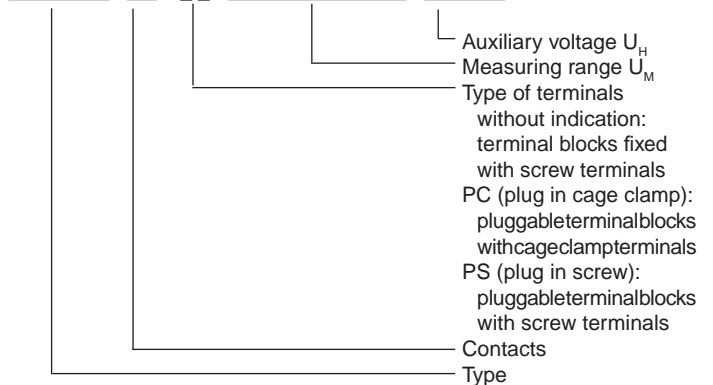 Auxiliary voltage U_H
Measuring range U_M
Type of terminals
without indication:
terminal blocks fixed
with screw terminals
PC (plug in cage clamp):
pluggableterminalblocks
withcageclampterminals
PS (plug in screw):
pluggableterminalblocks
with screw terminals
Contacts
Type